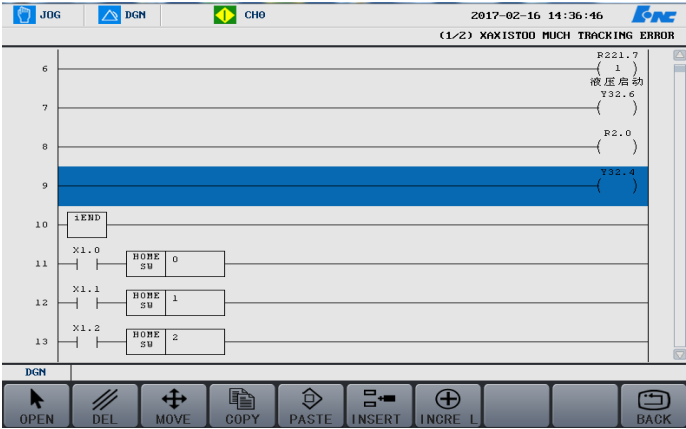 JOG DGN CH0 2017-02-16 14:36:46 HNC
(1/2) XAXISTOO MUCH TRACKING ERROR
R221.7
6 ( 1 )
液压启动
Y32.6
7 ( )
R2.0
8 ( )
Y32.4
9 ( )
iEND
10
X1.0
11 HOME SW 0
X1.1
12 HOME SW 1
X1.2
13 HOME SW 2
DGN
OPEN DEL MOVE COPY PASTE INSERT INCRE L BACK